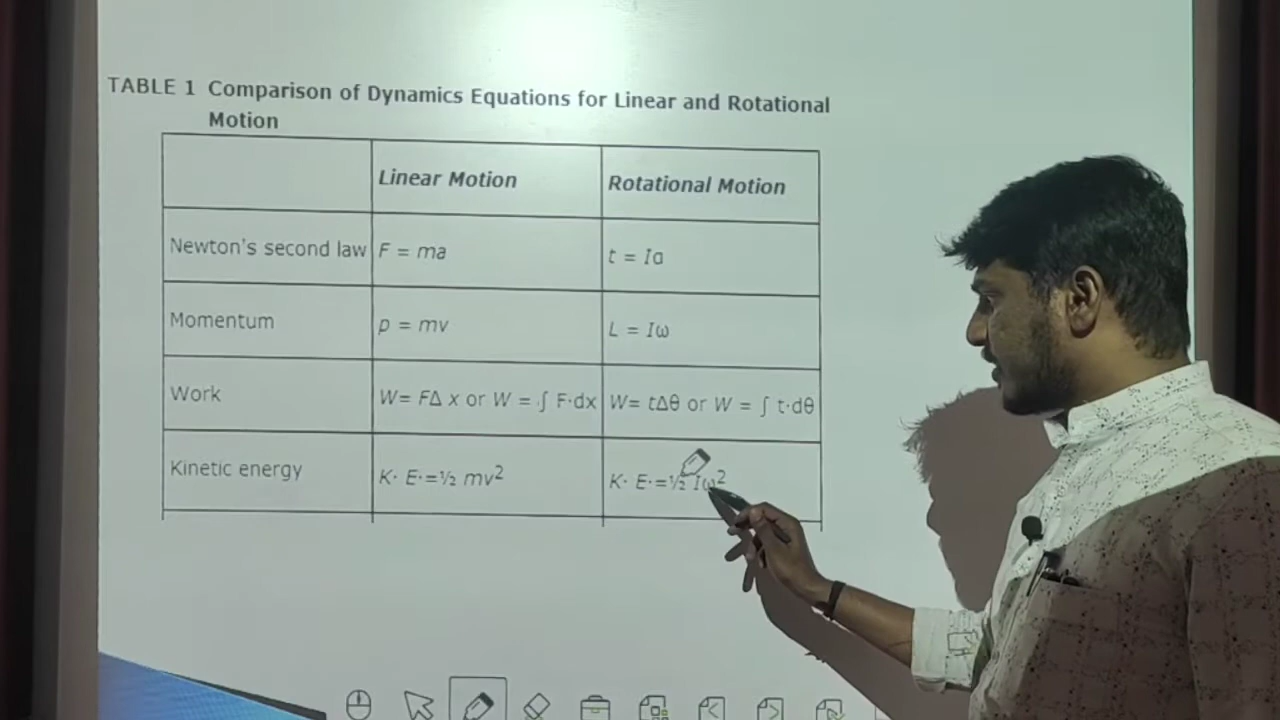 TABLE 1 Comparison of Dynamics Equations for Linear and Rotational
Motion
Linear Motion Rotational Motion
Newton's second law F = ma t = Iα
Momentum p = mv L = Iω
Work W= FΔ x or W = ∫ F·dx W= tΔθ or W = ∫ t·dθ
Kinetic energy K· E·=½ mv² K· E·=½ Iω²